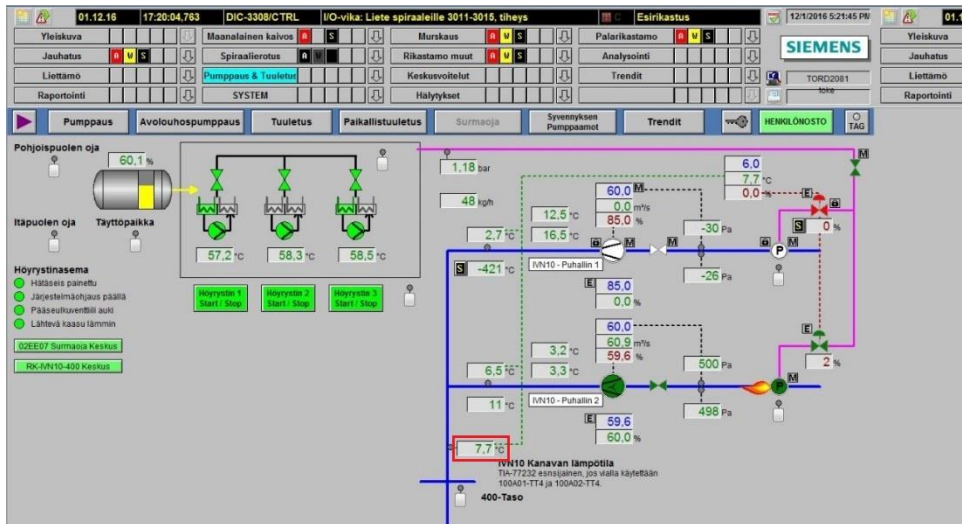 01.12.16 17:20:04,763 DIC-3308/CTRL I/O-vika: Liete spiraaleille 3011-3015, tiheys Esirikastus 12/1/2016 5:21:45 PM 01.1
Yleiskuva Maanalainen kaivos A S Murskaus A W S Palarikastamo A W S Yleiskuva
Jauhatus A W S Spiraalierotus A W Rikastamo muut A W S Analysointi SIEMENS Jauhatus
Liettämö Pumppaus & Tuuletus Keskuevoitelut Trendit TORD2081 Liettämö
Raportointi SYSTEM Hälytykset toke Raportointi
Pumppaus Avolouhospumppaus Tuuletus Paikallistuuletus Surmaoja Syvennyksen Pumppaamot Trendit HENKILÖNOSTO TAG
Pohjoispuolen oja
60,1 %
1,18 bar
6,0
7,7 °C
0,0 %
M
E
48 kg/h
60,0 M
0,0 m³/s
85,0 %
12,5 °C
16,5 °C
-30 Pa
S 0 %
Itäpuolen oja Täyttöpaikka
57,2 °C 58,3 °C 58,5 °C
2,7 °C
M M P M
S -421 °C
IVN10 - Puhallin 1
-26 Pa
Höyrystinasema
Hätäseis painettu
Järjestelmäohjaus päällä
Pääseulkuventtiili auki
Lähtevä kaasu lämmin
Höyrystin 1 Start / Stop
Höyrystin 2 Start / Stop
Höyrystin 3 Start / Stop
E 85,0
0,0 %
02EE07 Surmaoja Keskus
RK-IVN10-400 Keskus
60,0
60,9 m³/s
59,6 %
3,2 °C
3,3 °C
500 Pa
E
2 %
6,5 °C
P M
11 °C
IVN10 - Puhallin 2
498 Pa
E 59,6
60,0 %
7,7 °C
IVN10 Kanavan lämpötila
TIA-77232 esnsijainen, jos vialla käytettään
100A01-TT4 ja 100A02-TT4.
400-Taso